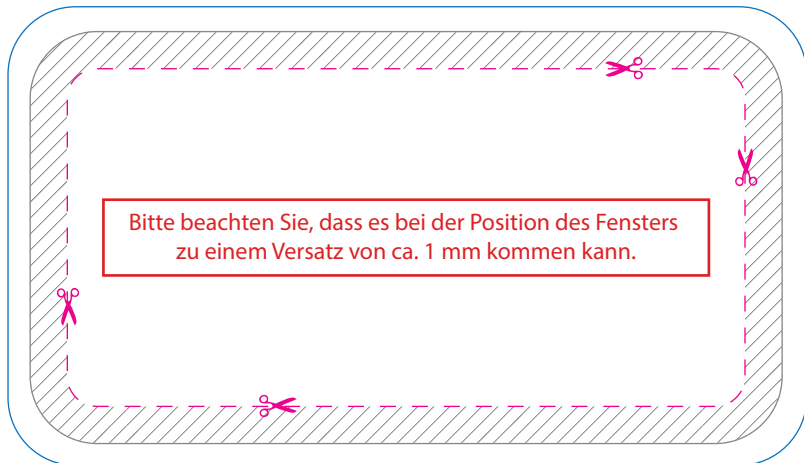 Bitte beachten Sie, dass es bei der Position des Fensters
zu einem Versatz von ca. 1 mm kommen kann.